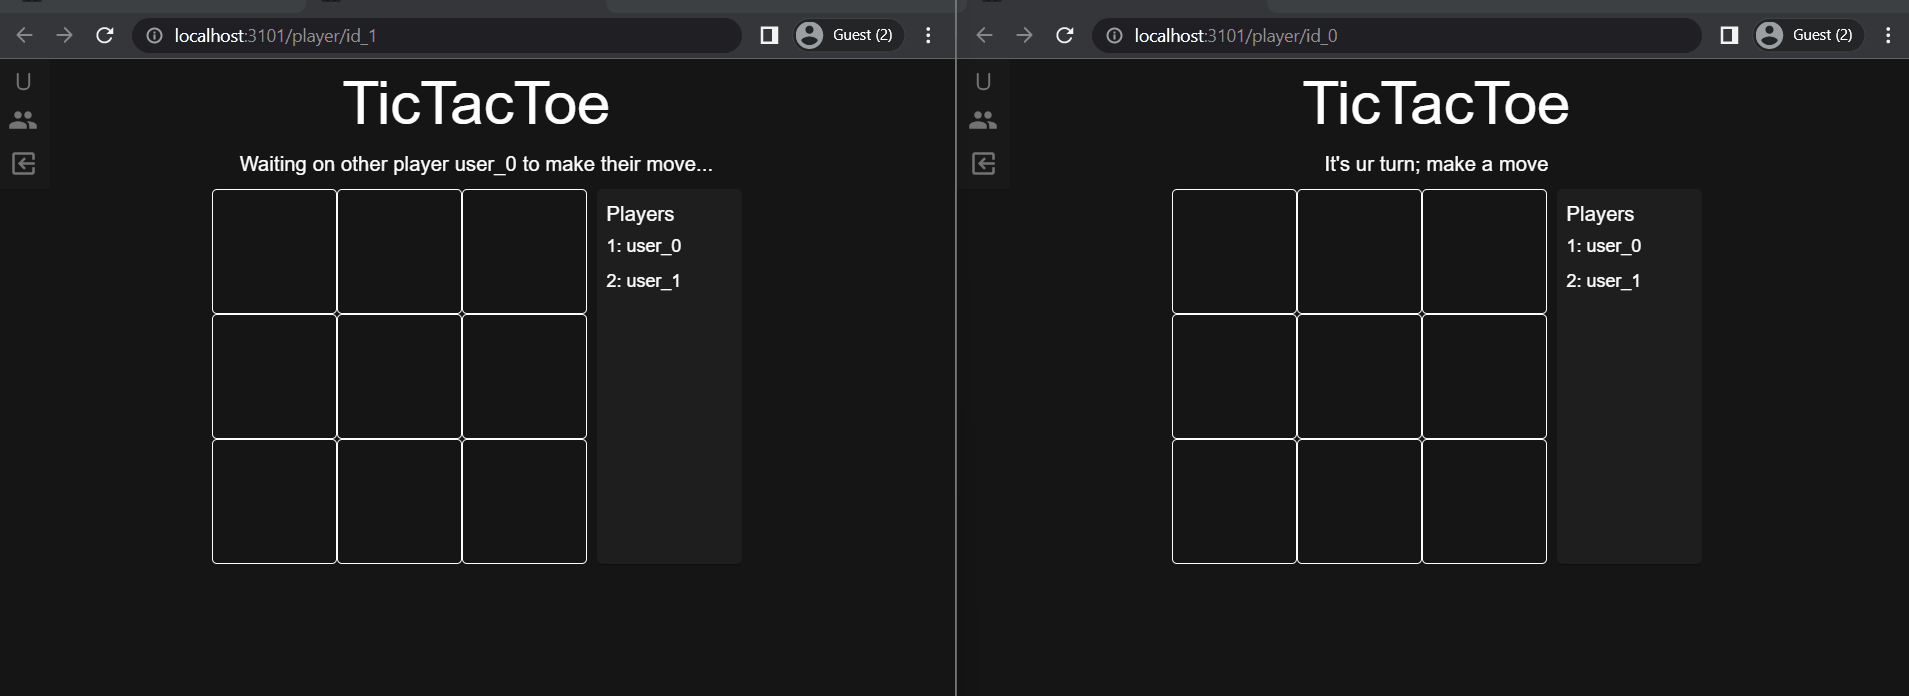 localhost:3101/player/id_1
Guest (2)
U
TicTacToe
Waiting on other player user_0 to make their move...
Players
1: user_0
2: user_1
localhost:3101/player/id_0
Guest (2)
U
TicTacToe
It's ur turn; make a move
Players
1: user_0
2: user_1